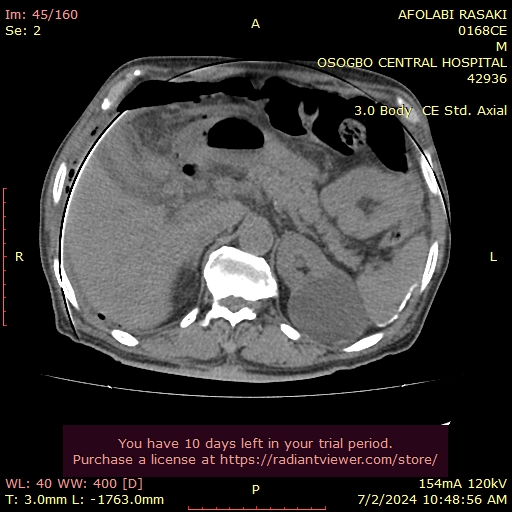 Im: 45/160
Se: 2
A
AFOLABI RASAKI
0168CE
M
OSOGBO CENTRAL HOSPITAL
42936
3.0 Body CE Std. Axial
R
L
You have 10 days left in your trial period.
Purchase a license at https://radiantviewer.com/store/
WL: 40 WW: 400 [D]
T: 3.0mm L: -1763.0mm
P
154mA 120kV
7/2/2024 10:48:56 AM